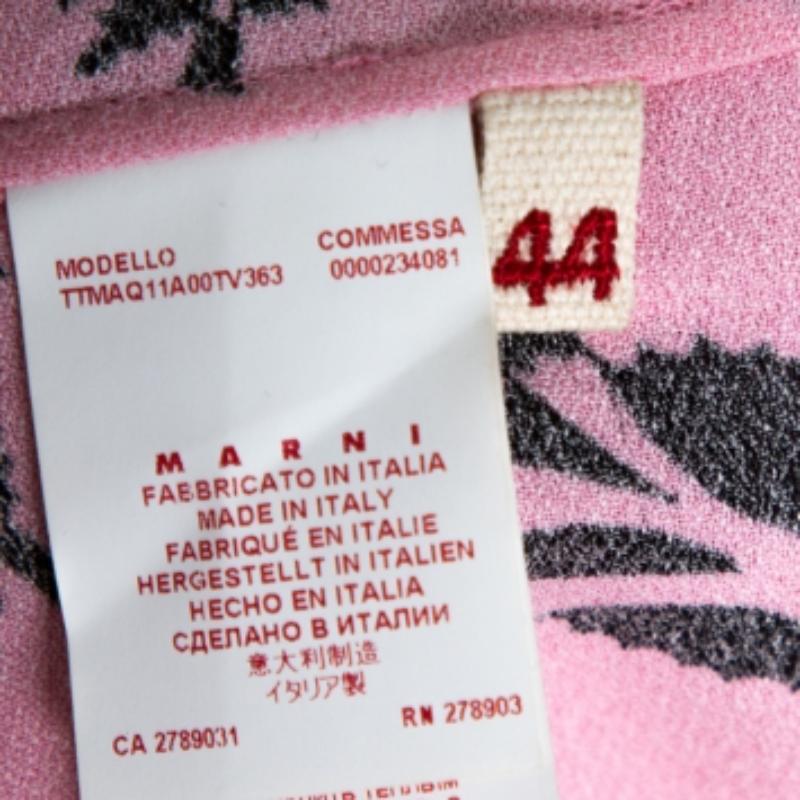 MODELLO COMMESSA
TTMAQ11A00TV363 0000234081
44
MARNI
FABBRICATO IN ITALIA
MADE IN ITALY
FABRIQUÉ EN ITALIE
HERGESTELLT IN ITALIEN
HECHO EN ITALIA
СДЕЛАНО В ИТАЛИИ
意大利制造
イタリア製
CA 2789031 RN 278903